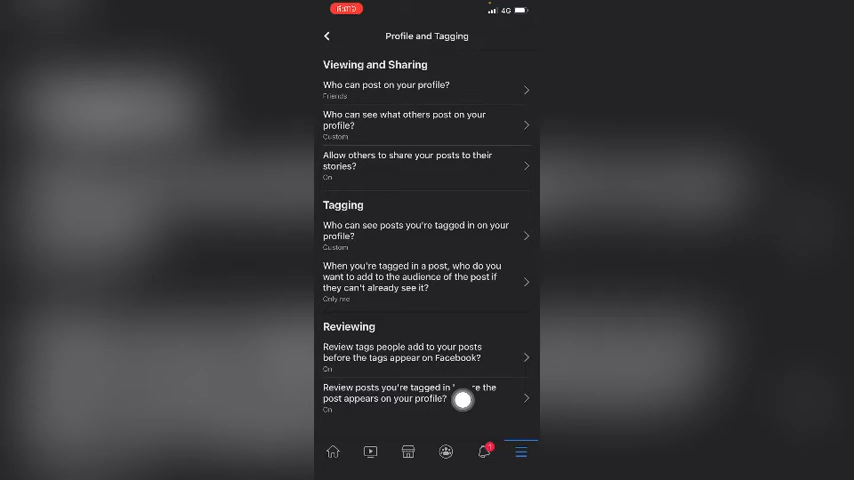 4G
Profile and Tagging
Viewing and Sharing
Who can post on your profile?
Friends
Who can see what others post on your
profile?
Custom
Allow others to share your posts to their
stories?
On
Tagging
Who can see posts you're tagged in on your
profile?
Custom
When you're tagged in a post, who do you
want to add to the audience of the post if
they can't already see it?
Only me
Reviewing
Review tags people add to your posts
before the tags appear on Facebook?
On
Review posts you're tagged in the
post appears on your profile?
On
1